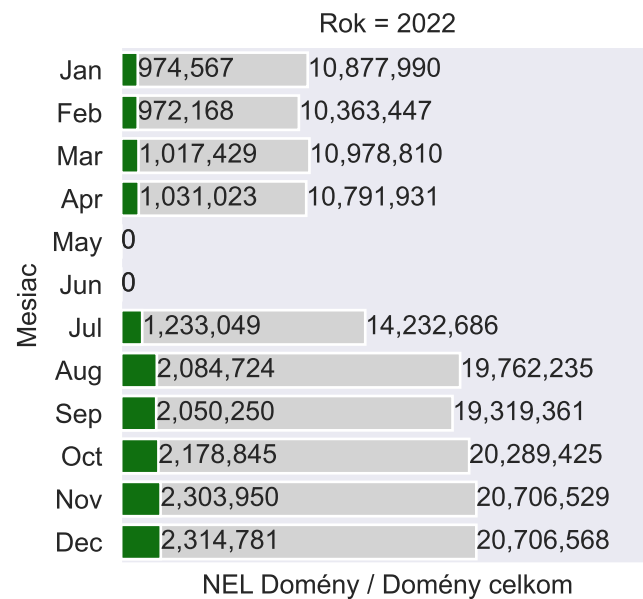 Rok = 2022
Jan 974,567 10,877,990
Feb 972,168 10,363,447
Mar 1,017,429 10,978,810
Apr 1,031,023 10,791,931
May 0
Jun 0
Jul 1,233,049 14,232,686
Aug 2,084,724 19,762,235
Sep 2,050,250 19,319,361
Oct 2,178,845 20,289,425
Nov 2,303,950 20,706,529
Dec 2,314,781 20,706,568
Mesiac
NEL Domény / Domény celkom